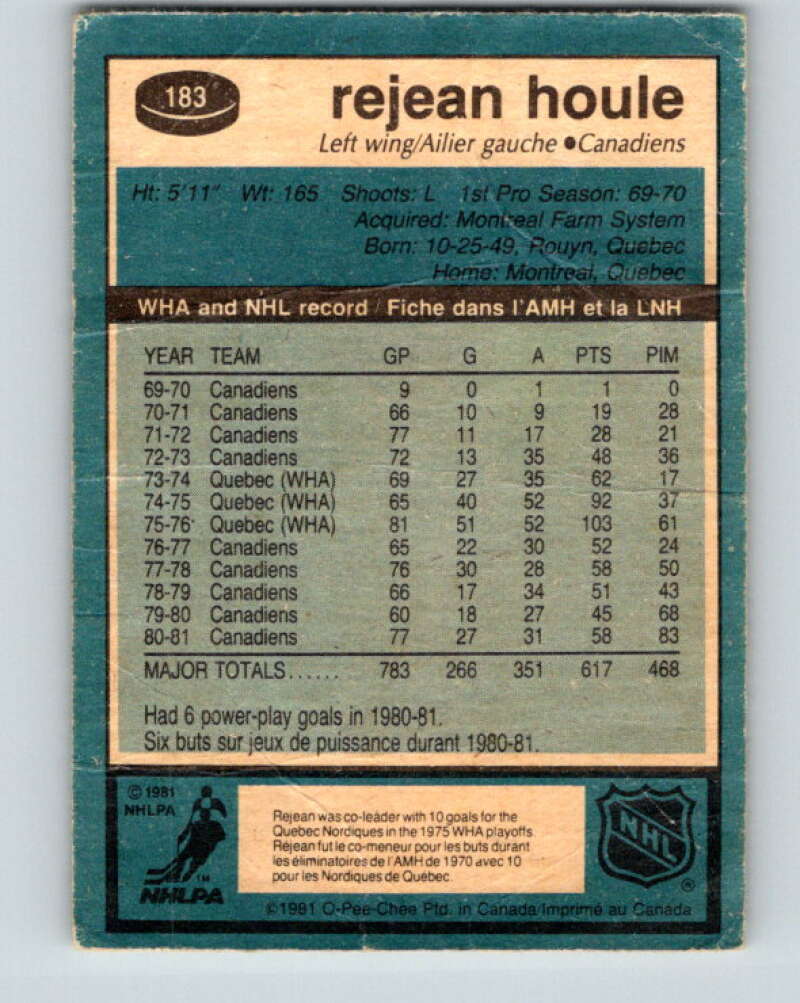 183
rejean houle
Left wing/Ailier gauche ●Canadiens
Ht: 5'11" Wt: 165 Shoots: L 1st Pro Season: 69-70
Acquired: Montreal Farm System
Born: 10-25-49, Rouyn, Quebec
Home: Montreal, Quebec
WHA and NHL record / Fiche dans l'AMH et la LNH
YEAR TEAM GP G A PTS PIM
69-70 Canadiens 9 0 1 1 0
70-71 Canadiens 66 10 9 19 28
71-72 Canadiens 77 11 17 28 21
72-73 Canadiens 72 13 35 48 36
73-74 Quebec (WHA) 69 27 35 62 17
74-75 Quebec (WHA) 65 40 52 92 37
75-76 Quebec (WHA) 81 51 52 103 61
76-77 Canadiens 65 22 30 52 24
77-78 Canadiens 76 30 28 58 50
78-79 Canadiens 66 17 34 51 43
79-80 Canadiens 60 18 27 45 68
80-81 Canadiens 77 27 31 58 83
MAJOR TOTALS...... 783 266 351 617 468
Had 6 power-play goals in 1980-81.
Six buts sur jeux de puissance durant 1980-81.
© 1981
NHLPA
TM
NHLPA
Rejean was co-leader with 10 goals for the
Quebec Nordiques in the 1975 WHA playoffs.
Réjean fut le co-meneur pour les buts durant
les éliminatoires de l'AMH de 1970 avec 10
pour les Nordiques de Québec.
NHL
®
©1981 O-Pee-Chee Ptd. in Canada/Imprimé au Canada